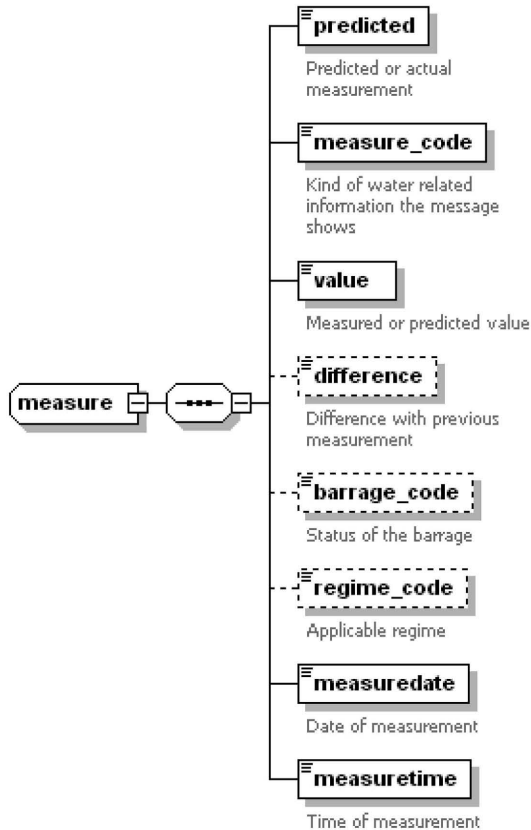 predicted
Predicted or actual
measurement
measure_code
Kind of water related
information the message
shows
value
Measured or predicted value
difference
Difference with previous
measurement
measure
barrage_code
Status of the barrage
regime_code
Applicable regime
measuredate
Date of measurement
measuretime
Time of measurement